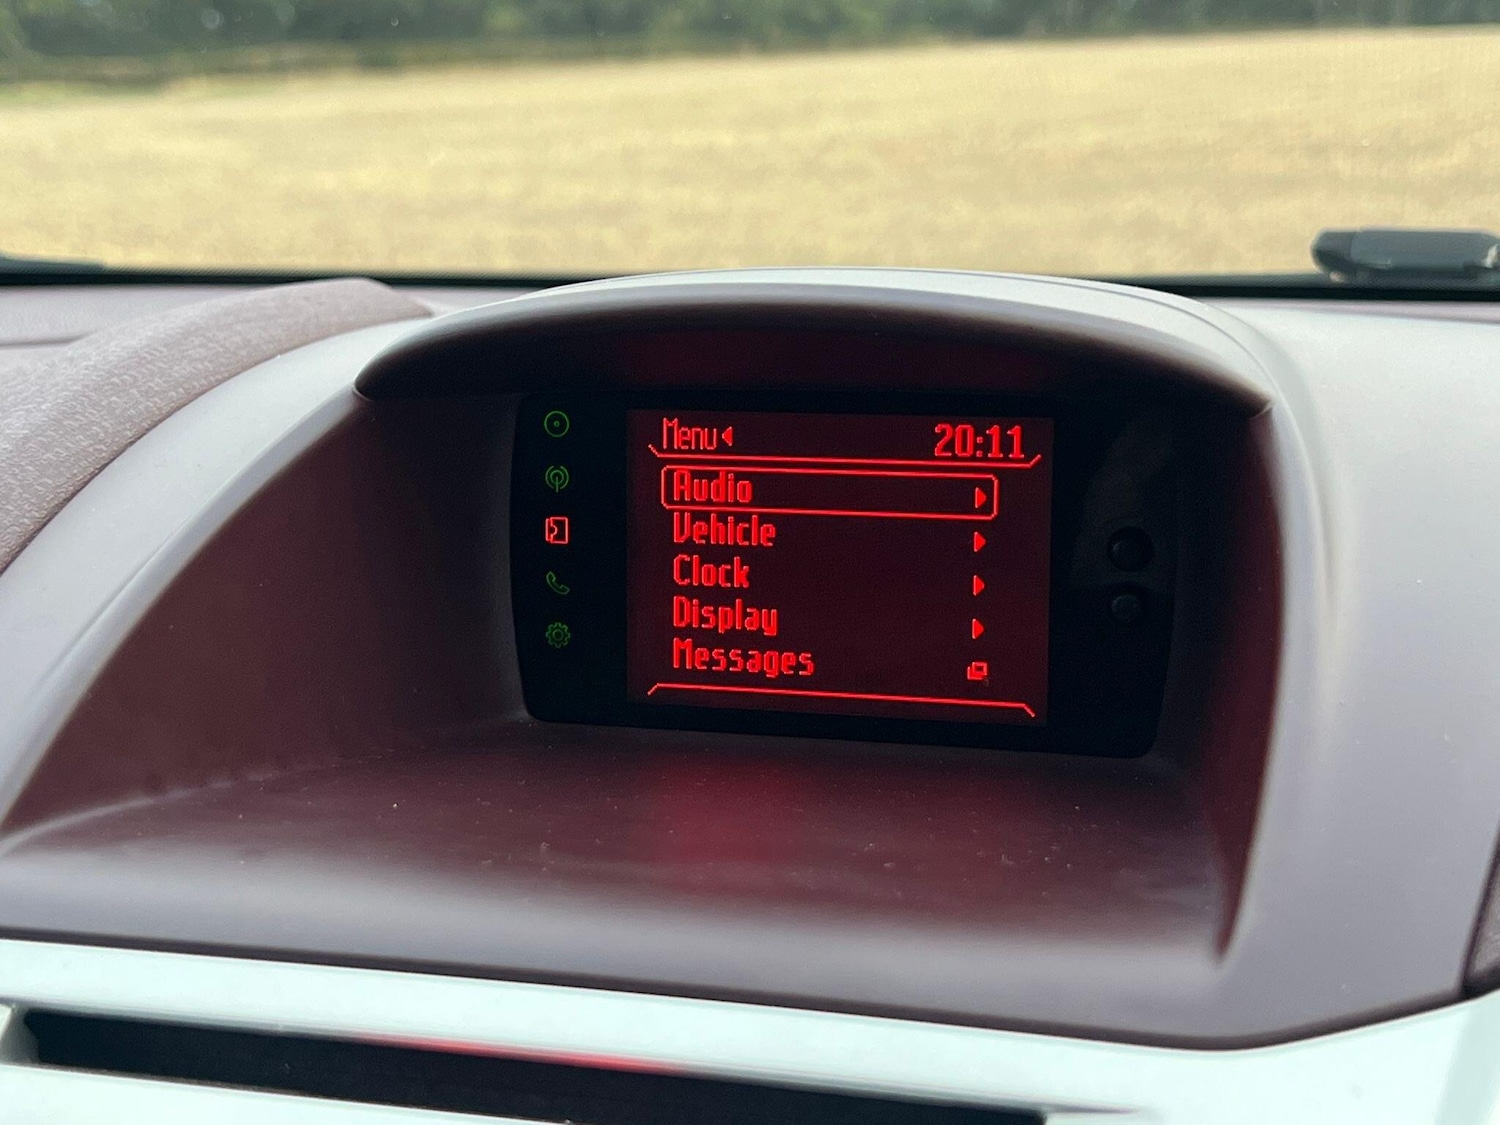 Menu 20:11
Audio
Vehicle
Clock
Display
Messages